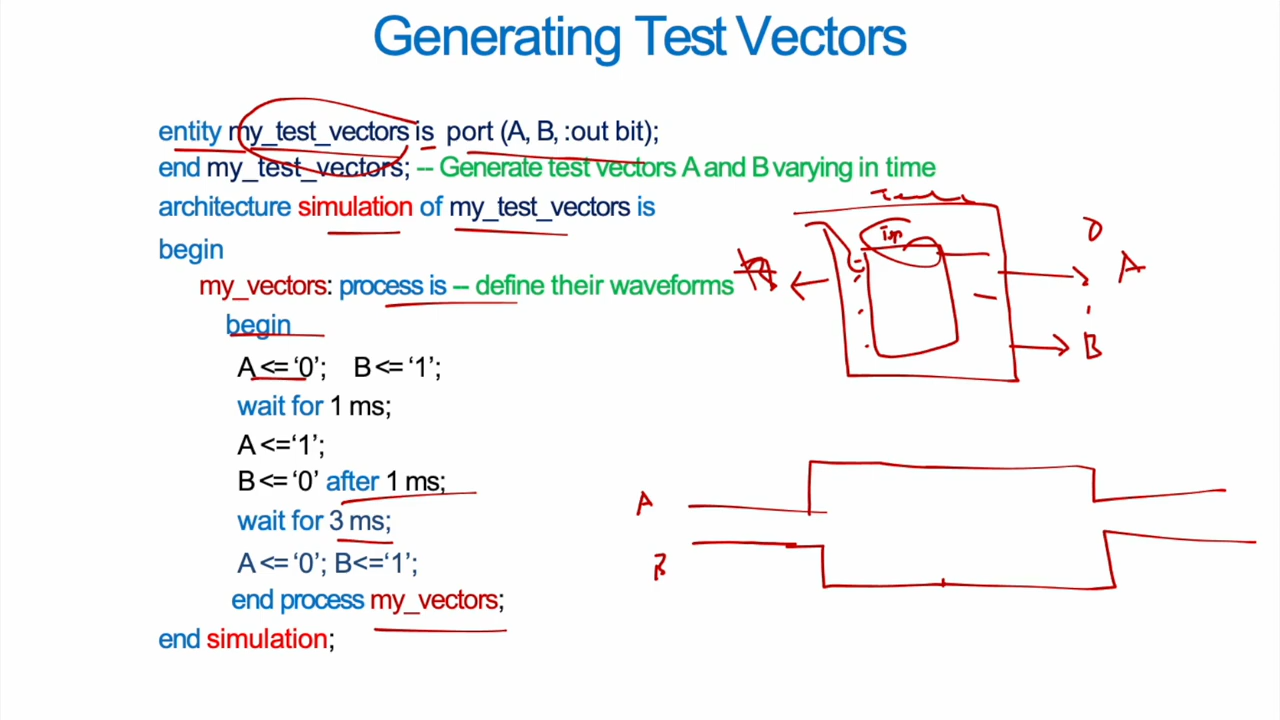 Generating Test Vectors
entity my_test_vectors is port (A, B, :out bit);
end my_test_vectors; -- Generate test vectors A and B varying in time
architecture simulation of my_test_vectors is
begin
my_vectors: process is – define their waveforms
begin
A <= ‘0’; B <= ‘1’;
wait for 1 ms;
A <=‘1’;
B <= ‘0’ after 1 ms;
wait for 3 ms;
A <= ‘0’; B<=‘1’;
end process my_vectors;
end simulation;
A
B
A
B